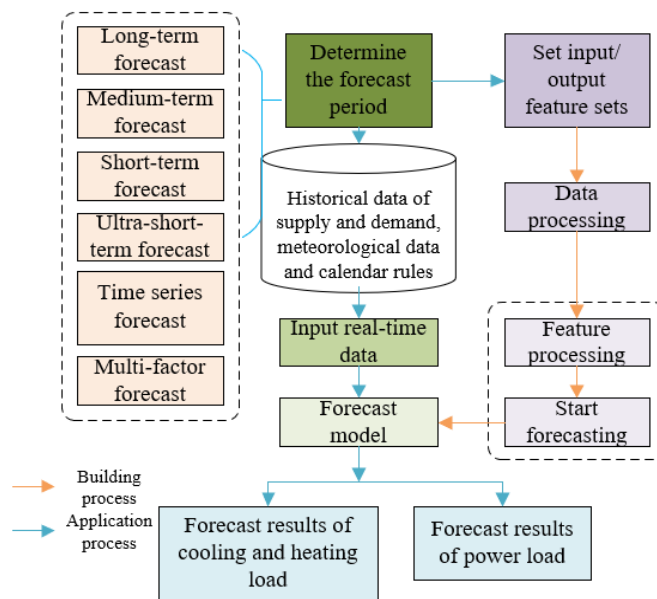 Long-term
forecast
Medium-term
forecast
Short-term
forecast
Ultra-short-
term forecast
Time series
forecast
Multi-factor
forecast
Determine
the forecast
period
Set input/
output
feature sets
Historical data of
supply and demand,
meteorological data
and calendar rules
Data
processing
Input real-time
data
Feature
processing
Forecast
model
Start
forecasting
Building
process
Application
process
Forecast results of
cooling and heating
load
Forecast results
of power load